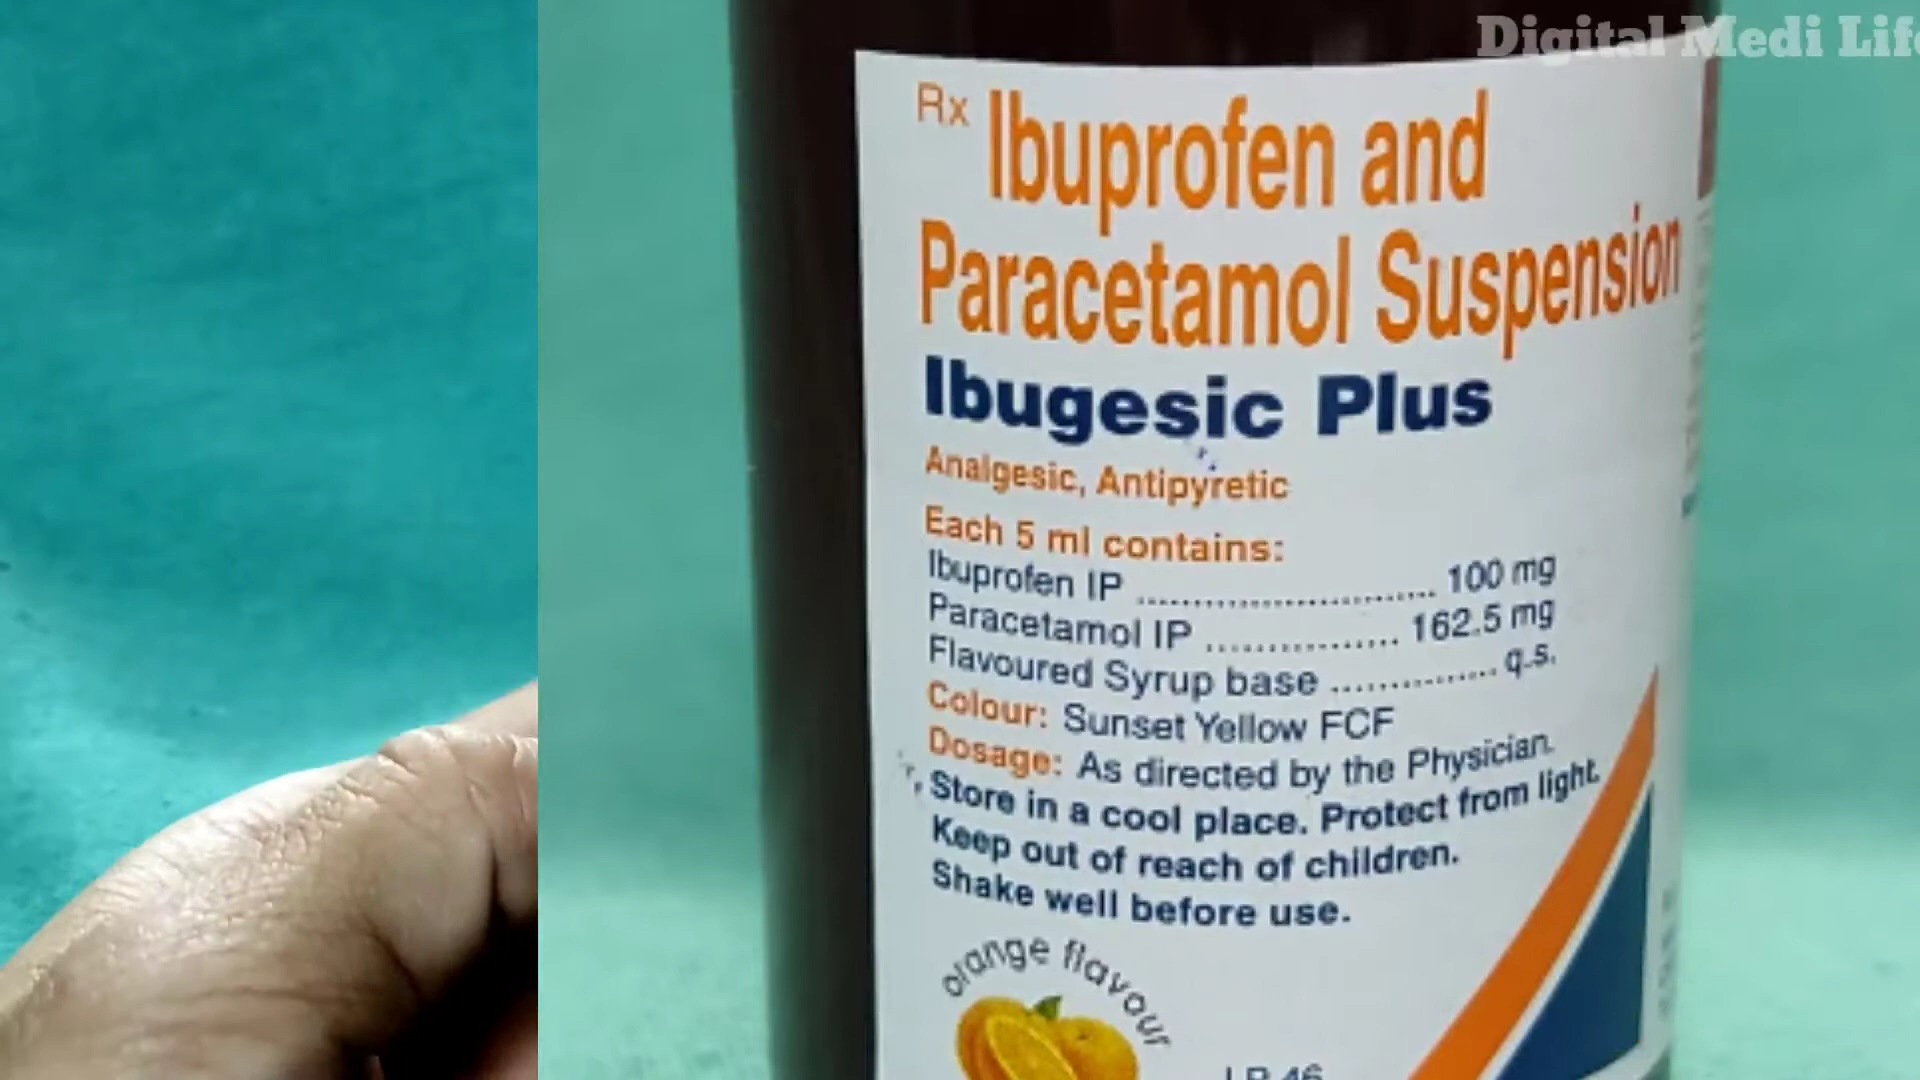 Digital Medi Life
Rx Ibuprofen and
Paracetamol Suspension
Ibugesic Plus
Analgesic, Antipyretic
Each 5 ml contains:
Ibuprofen IP .............................. 100 mg
Paracetamol IP ................... 162.5 mg
Flavoured Syrup base ................ q.s.
Colour: Sunset Yellow FCF
Dosage: As directed by the Physician.
Store in a cool place. Protect from light.
Keep out of reach of children.
Shake well before use.
orange flavour